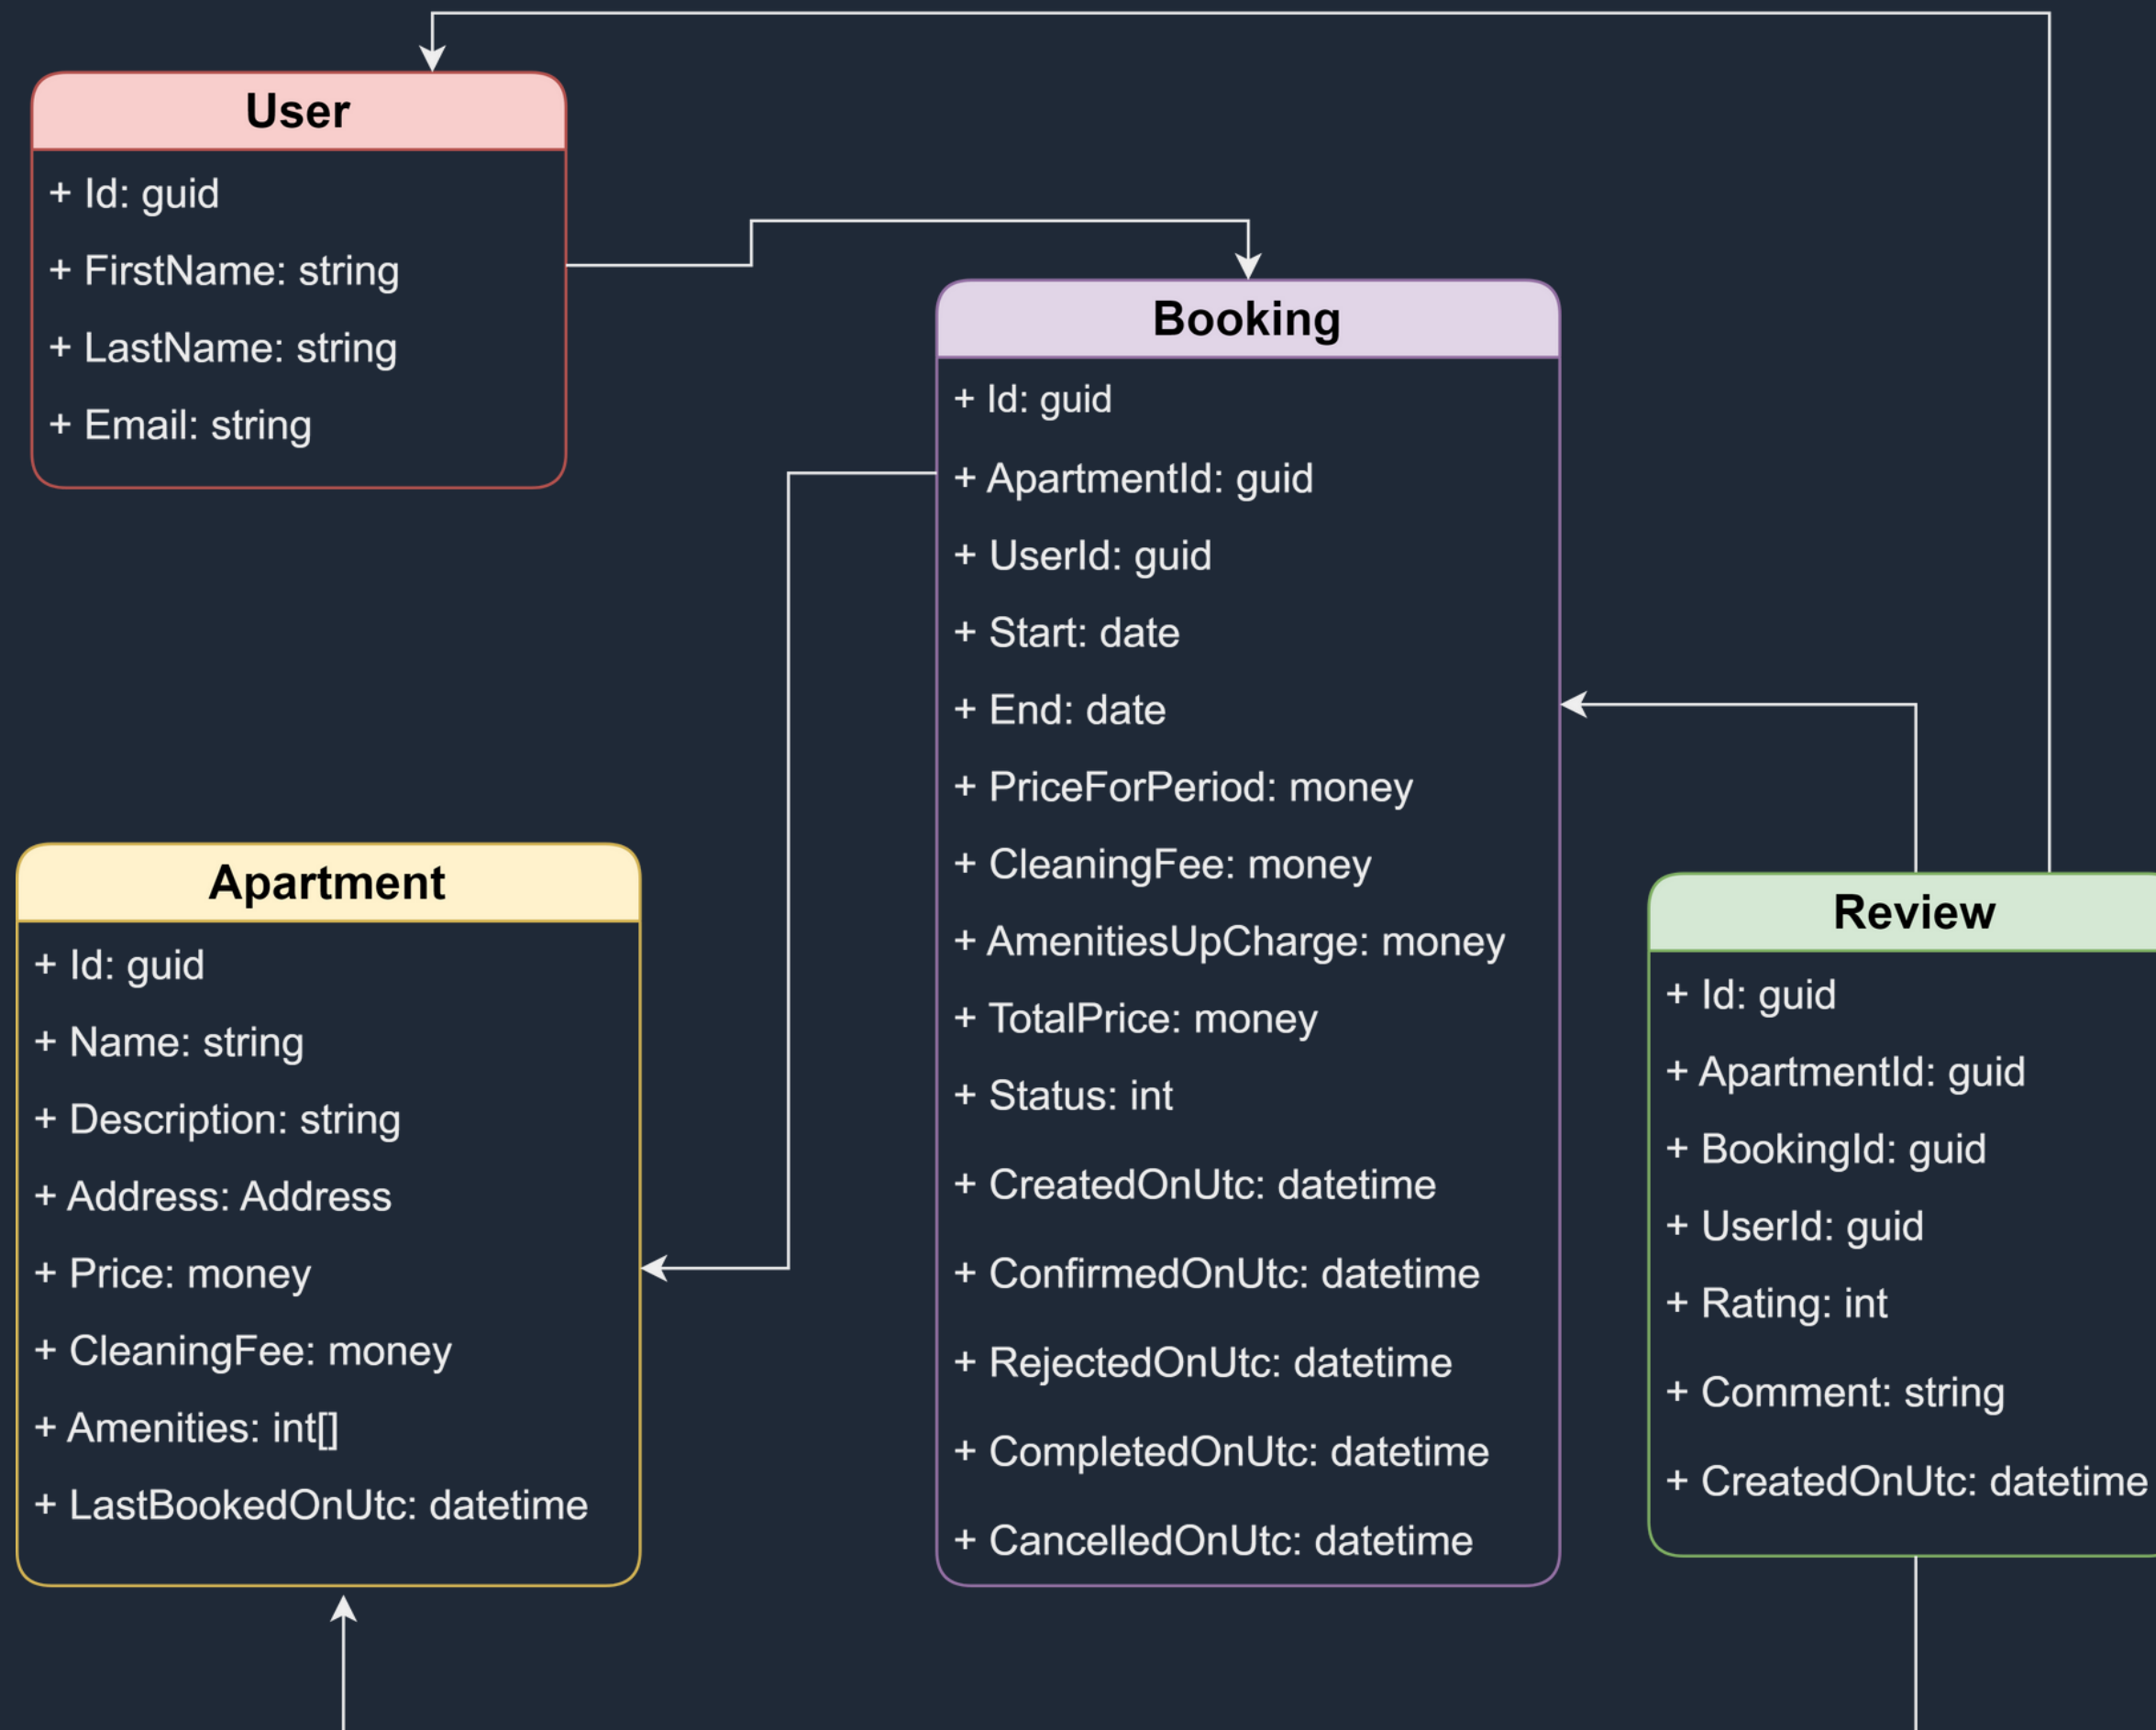 User
+ Id: guid
+ FirstName: string
+ LastName: string
+ Email: string
Booking
+ Id: guid
+ ApartmentId: guid
+ UserId: guid
+ Start: date
+ End: date
+ PriceForPeriod: money
+ CleaningFee: money
+ AmenitiesUpCharge: money
+ TotalPrice: money
+ Status: int
+ CreatedOnUtc: datetime
+ ConfirmedOnUtc: datetime
+ RejectedOnUtc: datetime
+ CompletedOnUtc: datetime
+ CancelledOnUtc: datetime
Apartment
+ Id: guid
+ Name: string
+ Description: string
+ Address: Address
+ Price: money
+ CleaningFee: money
+ Amenities: int[]
+ LastBookedOnUtc: datetime
Review
+ Id: guid
+ ApartmentId: guid
+ BookingId: guid
+ UserId: guid
+ Rating: int
+ Comment: string
+ CreatedOnUtc: datetime